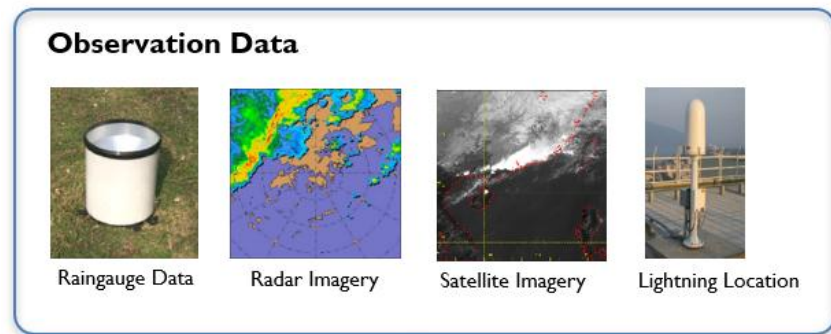 Observation Data
Raingauge Data
Radar Imagery
Satellite Imagery
Lightning Location